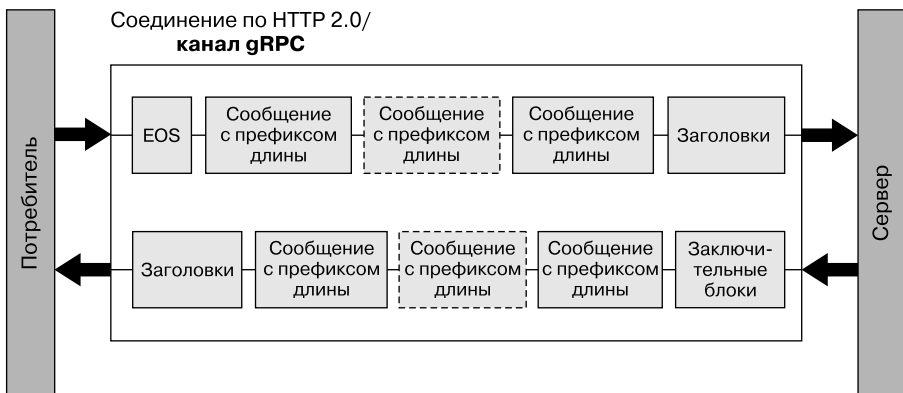 Соединение по HTTP 2.0/
канал gRPC
Потребитель
EOS
Сообщение
с префиксом
длины
Сообщение
с префиксом
длины
Сообщение
с префиксом
длины
Заголовки
Сервер
Заголовки
Сообщение
с префиксом
длины
Сообщение
с префиксом
длины
Сообщение
с префиксом
длины
Заключи-
тельные
блоки